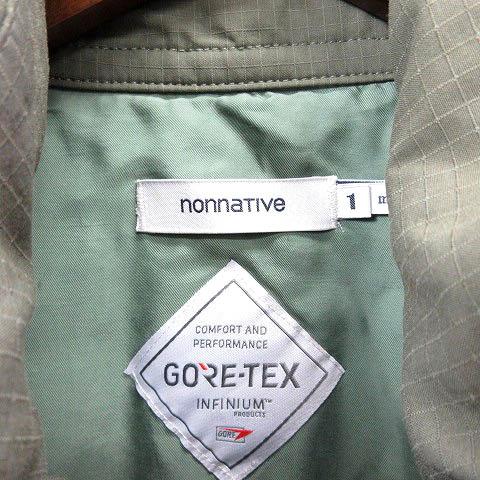 nonnative
1
m
COMFORT AND
PERFORMANCE
GORE-TEX
INFINIUM™
PRODUCTS
GORE